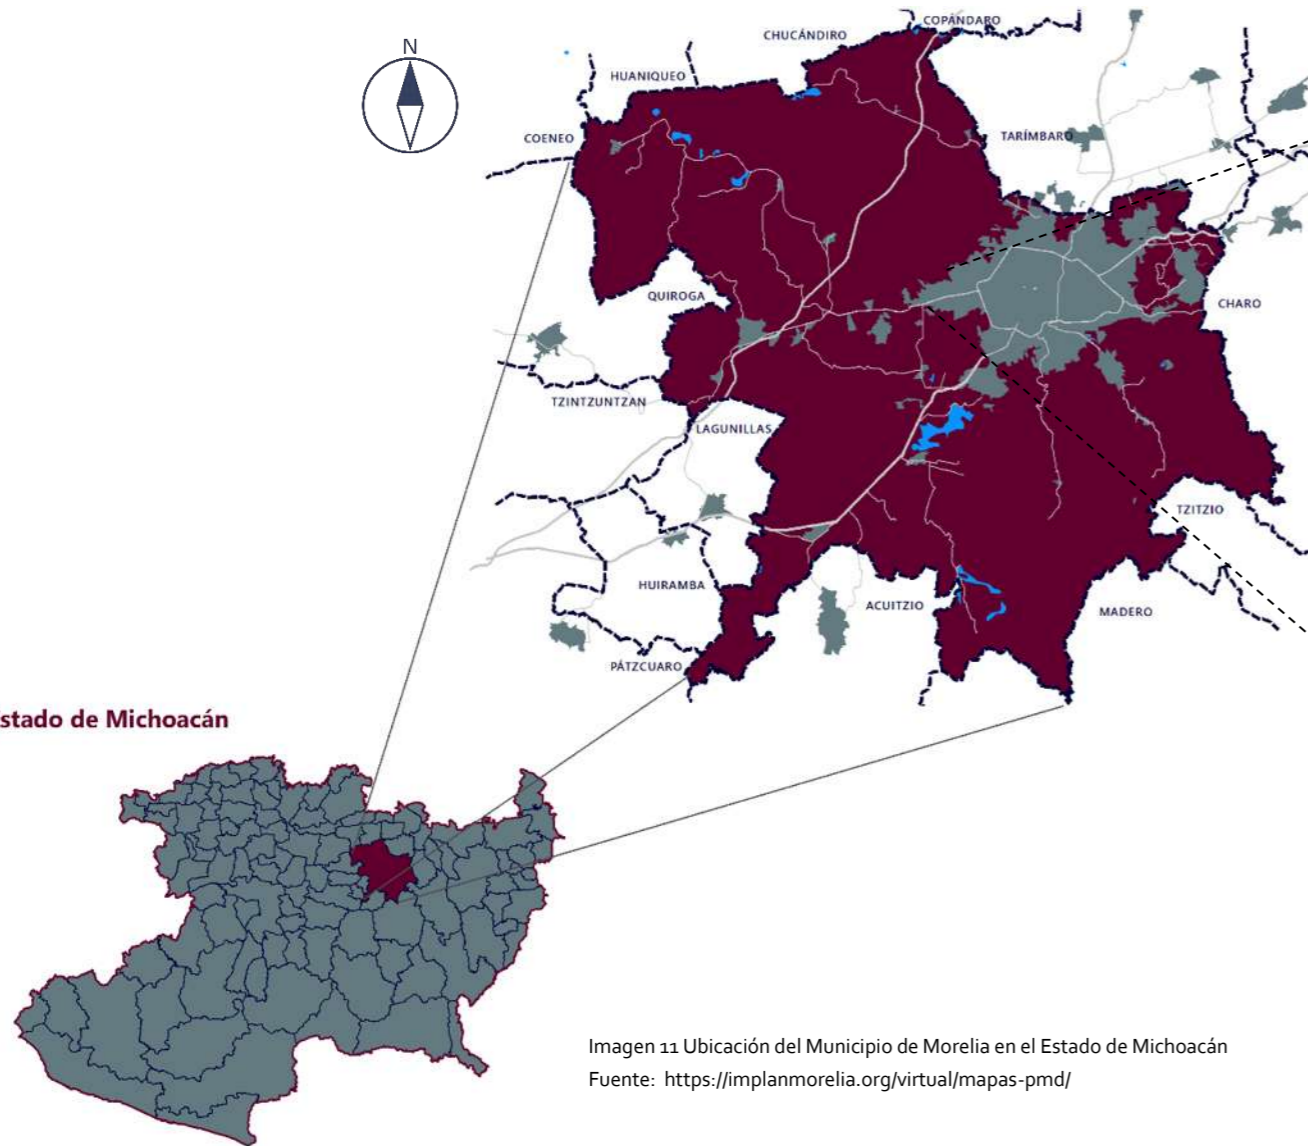 N
COPÁNDARO
CHUCÁNDIRO
HUANIQUEO
COENEO
TARÍMBARO
QUIROGA
CHARO
TZINTZUNTZAN
LAGUNILLAS
TZITZIO
HUIRAMBA
ACUITZIO
MADERO
PÁTZCUARO
stado de Michoacán
Imagen 11 Ubicación del Municipio de Morelia en el Estado de Michoacán
Fuente: https://implanmorelia.org/virtual/mapas-pmd/